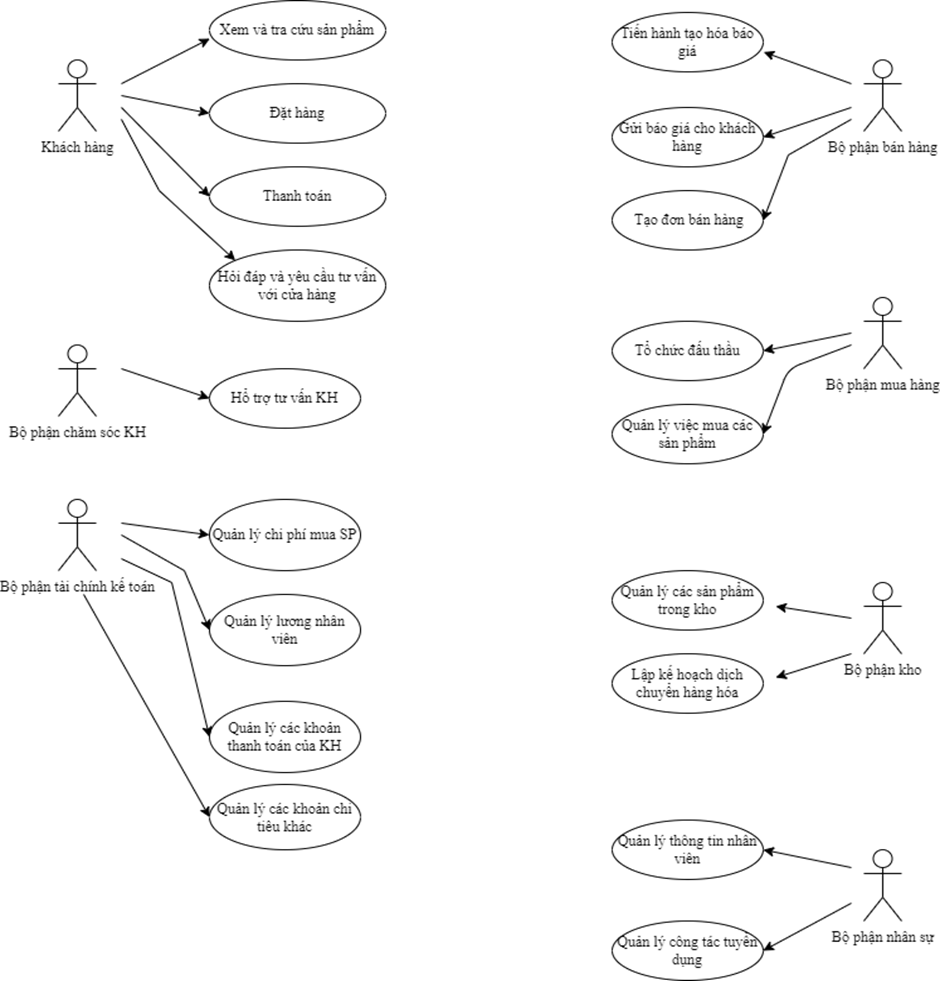 Xem và tra cứu sản phẩm
Đặt hàng
Khách hàng
Thanh toán
Hỏi đáp và yêu cầu tư vấn
với cửa hàng
Hỗ trợ tư vấn KH
Bộ phận chăm sóc KH
Quản lý chi phí mua SP
Bộ phận tài chính kế toán
Quản lý lương nhân
viên
Quản lý các khoản
thanh toán của KH
Quản lý các khoản chi
tiêu khác
Tiến hành tạo hóa báo
giá
Gửi báo giá cho khách
hàng
Bộ phận bán hàng
Tạo đơn bán hàng
Tổ chức đấu thầu
Bộ phận mua hàng
Quản lý việc mua các
sản phẩm
Quản lý các sản phẩm
trong kho
Bộ phận kho
Lập kế hoạch dịch
chuyển hàng hóa
Quản lý thông tin nhân
viên
Bộ phận nhân sự
Quản lý công tác tuyển
dụng